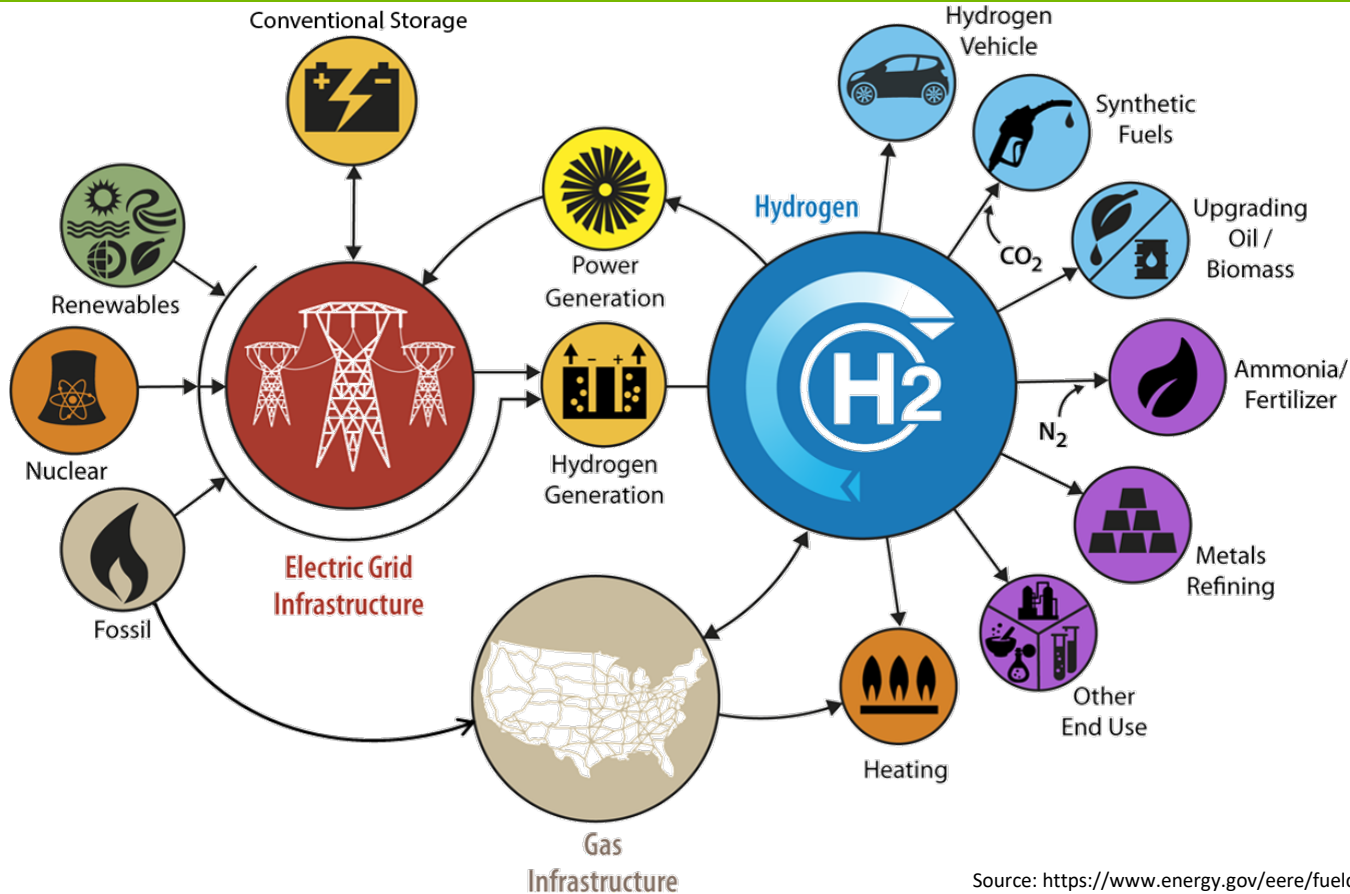 Conventional Storage
Hydrogen
Vehicle
Synthetic
Fuels
Renewables
Power
Generation
Hydrogen
CO2
Upgrading
Oil /
Biomass
H2
Nuclear
- +
Hydrogen
Generation
N2
Ammonia/
Fertilizer
Fossil
Electric Grid
Infrastructure
Metals
Refining
Other
End Use
Heating
Gas
Infrastructure
Source: https://www.energy.gov/eere/fuelc
+ -